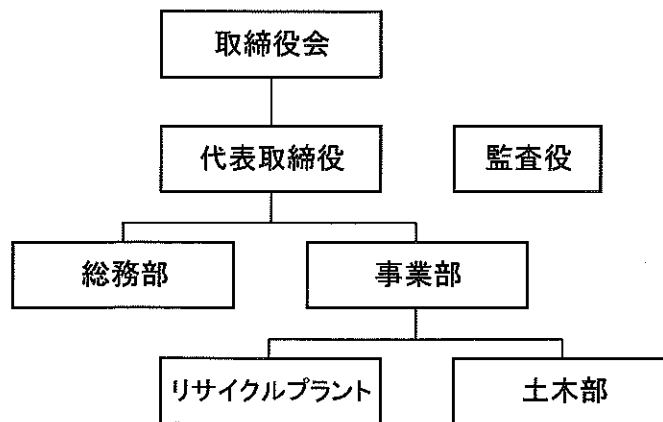 取締役会
代表取締役
監査役
総務部
事業部
リサイクルプラント
土木部